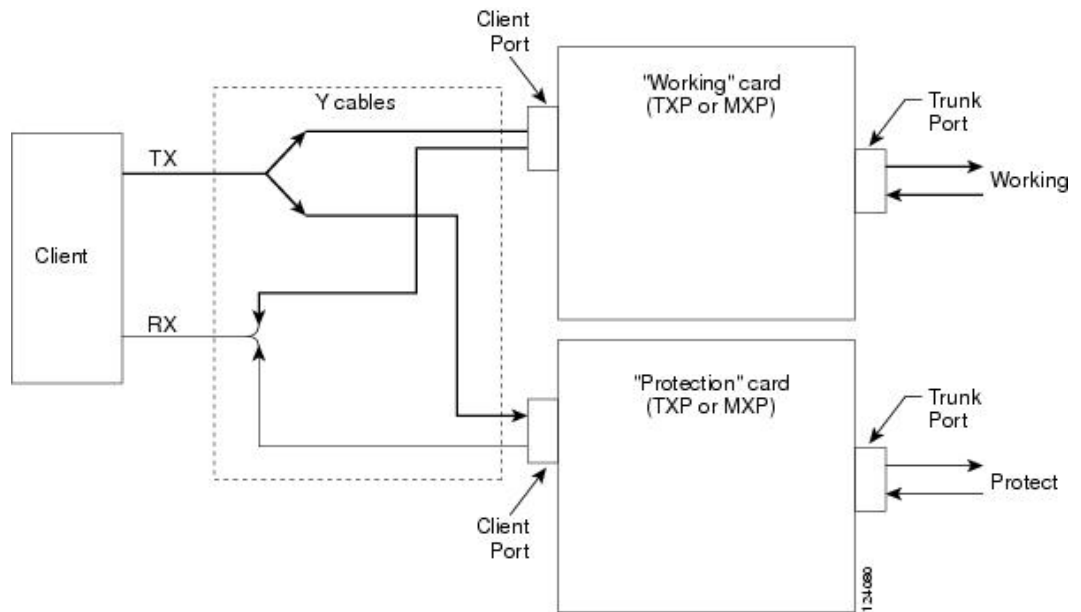 Client
Port
"Working" card
(TXP or MXP)
Y cables
Trunk
Port
TX
Working
Client
RX
"Protection" card
(TXP or MXP)
Trunk
Port
Protect
Client
Port
124080